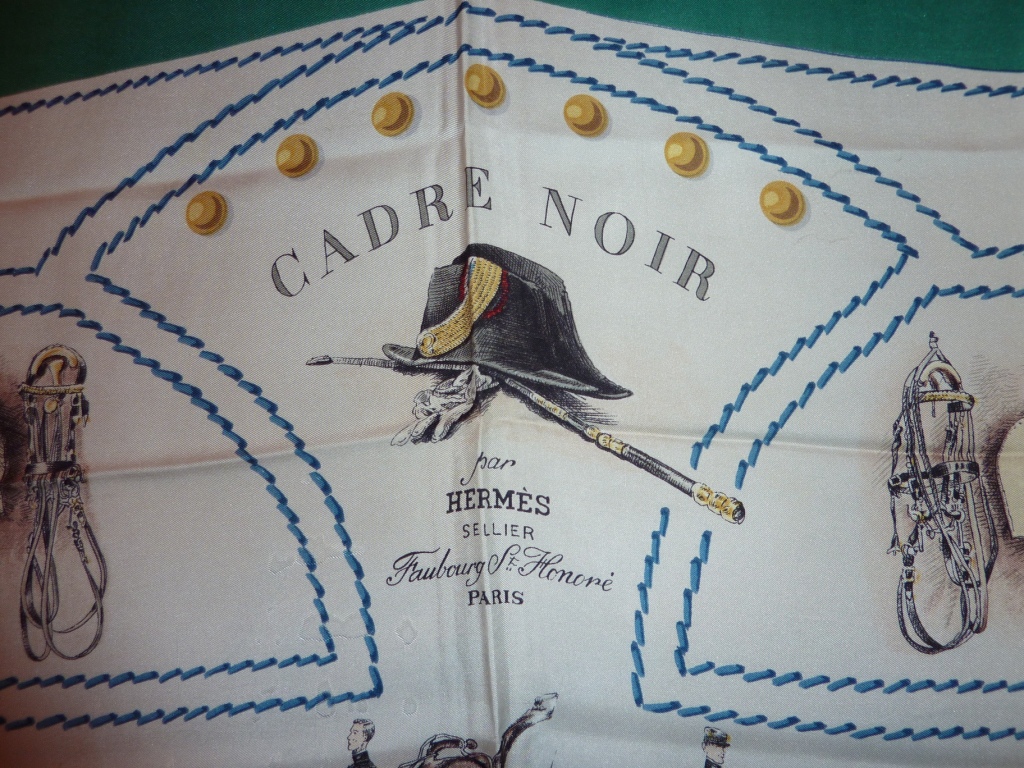 CADRE NOIR
par
HERMÈS
SELLIER
Faubourg St. Honoré
PARIS